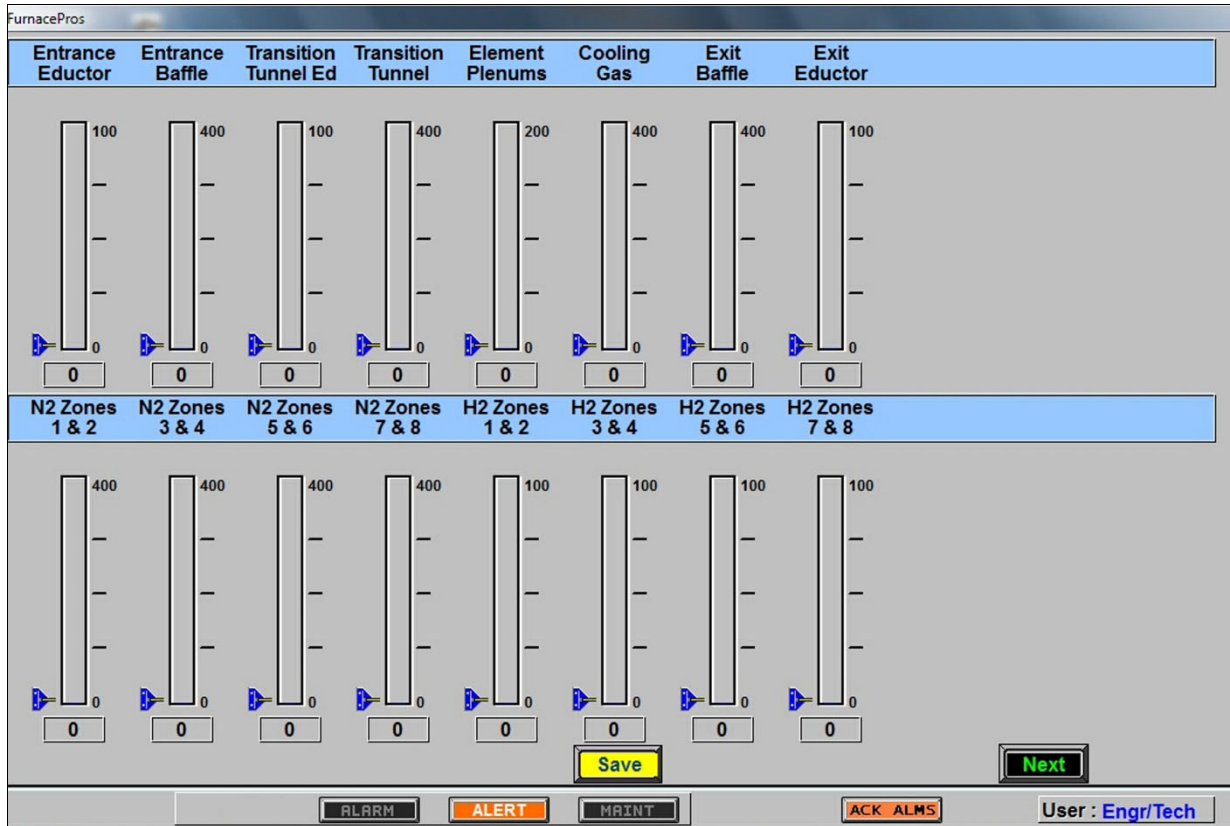 FurnacePros
Entrance Eductor
Entrance Baffle
Transition Tunnel Ed
Transition Tunnel
Element Plenums
Cooling Gas
Exit Baffle
Exit Eductor
100 400 100 400 200 400 400 100
0 0 0 0 0 0 0 0
0 0 0 0 0 0 0 0
N2 Zones 1 & 2
N2 Zones 3 & 4
N2 Zones 5 & 6
N2 Zones 7 & 8
H2 Zones 1 & 2
H2 Zones 3 & 4
H2 Zones 5 & 6
H2 Zones 7 & 8
400 400 400 400 100 100 100 100
0 0 0 0 0 0 0 0
0 0 0 0 0 0 0 0
Save
Next
ALARM ALERT MAINT ACK ALMS User : Engr/Tech